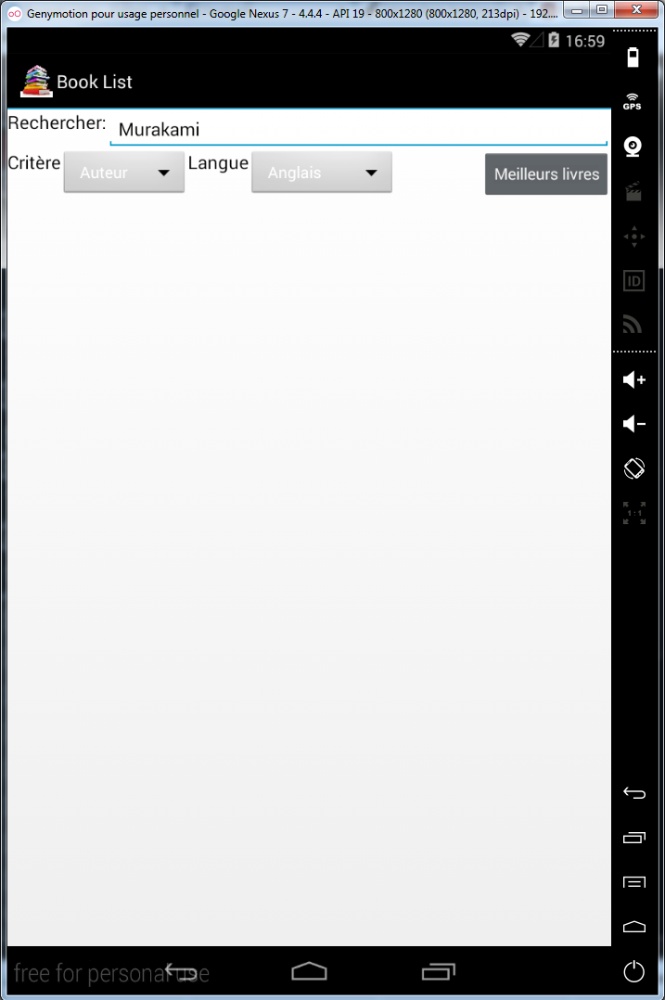 Genymotion pour usage personnel - Google Nexus 7 - 4.4.4 - API 19 - 800x1280 (800x1280, 213dpi) - 192....
16:59
Book List
GPS
Rechercher: Murakami
Critère Auteur Langue Anglais Meilleurs livres
ID
1:1
free for personal use